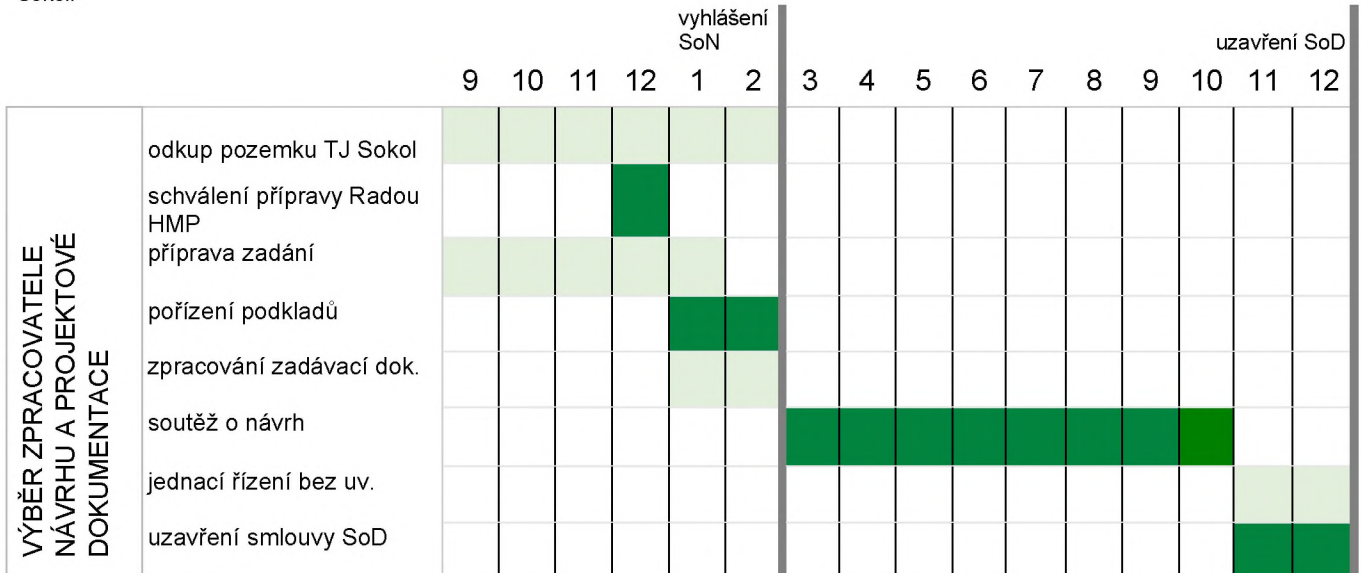 Sokol.
vyhlášení
SoN
uzavření SoD
9 10 11 12 1 2 3 4 5 6 7 8 9 10 11 12
VÝBĚR ZPRACOVATELE
NÁVRHU A PROJEKTOVÉ
DOKUMENTACE
odkup pozemku TJ Sokol
schválení přípravy Radou
HMP
příprava zadání
pořízení podkladů
zpracování zadávací dok.
soutěž o návrh
jednací řízení bez uv.
uzavření smlouvy SoD